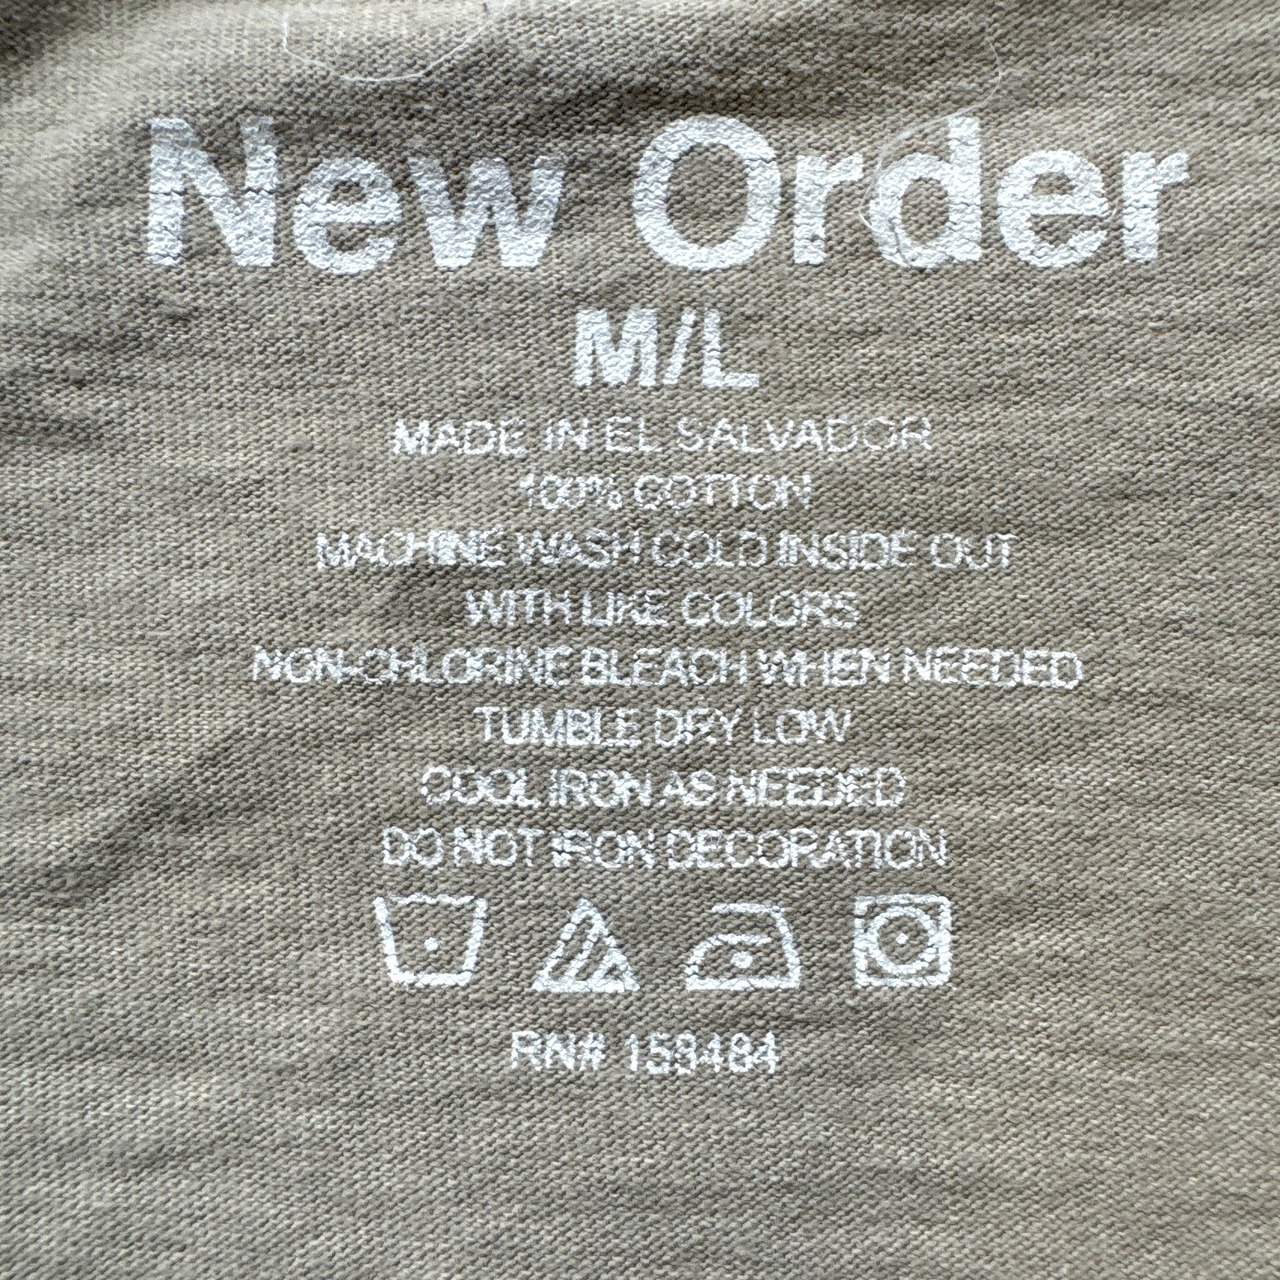 New Order
M/L
MADE IN EL SALVADOR
100% COTTON
MACHINE WASH COLD INSIDE OUT
WITH LIKE COLORS
NON-CHLORINE BLEACH WHEN NEEDED
TUMBLE DRY LOW
COOL IRON AS NEEDED
DO NOT IRON DECORATION
RN# 158484